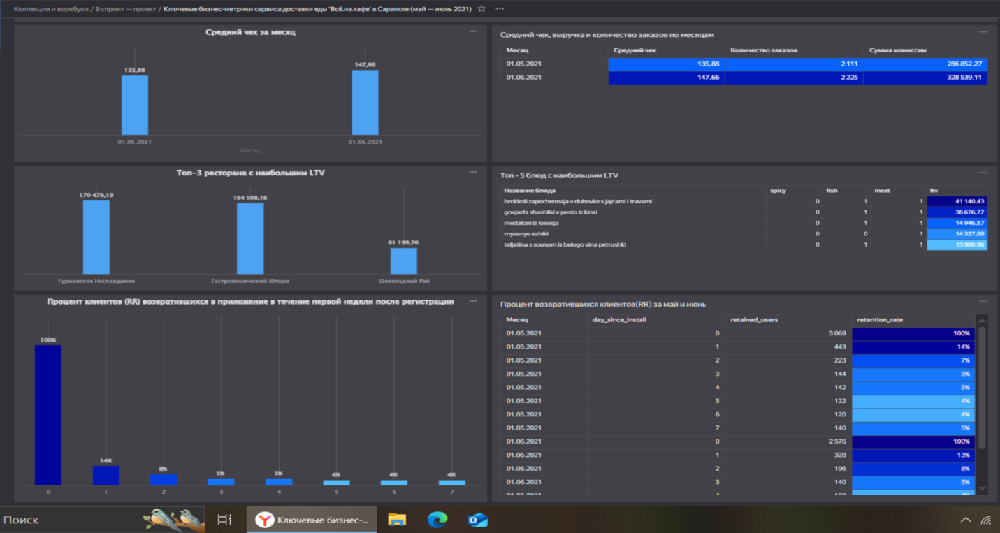 Коллекции и воркбуки / 9 спринт — проект / Ключевые бизнес-метрики сервиса доставки еды 'Всё.из.кафе' в Саранске (май — июнь 2021)
Средний чек за месяц
135,88
147,66
01.05.2021
01.06.2021
Месяц
Средний чек, выручка и количество заказов по месяцам
Месяц Средний чек Количество заказов Сумма комиссии
01.05.2021 135,88 2 111 286 852,27
01.06.2021 147,66 2 225 328 539,11
Топ-3 ресторана с наибольшим LTV
170 479,19
164 508,16
61 199,76
Гурманское Наслаждение
Гастрономический Шторм
Шоколадный Рай
Топ - 5 блюд с наибольшим LTV
Название блюда spicy fish meat ltv
brokkoli zapechennaja v duhovke s jajcami i travami 0 1 1 41 140,43
govjazhi shashliki v pesto iz kinzi 0 1 1 36 676,77
medaloni iz lososja 0 1 1 14 946,87
myasnye ezhiki 0 0 1 14 337,89
teljatina s sousom iz belogo vina petrushki 0 1 1 13 980,96
Процент клиентов (RR) возвратившихся в приложение в течение первой недели после регистрации
100%
14%
8%
5%
5%
4%
4%
4%
0 1 2 3 4 5 6 7
Процент возвратившихся клиентов(RR) за май и июнь
Месяц day_since_install retained_users retention_rate
01.05.2021 0 3 069 100%
01.05.2021 1 443 14%
01.05.2021 2 223 7%
01.05.2021 3 144 5%
01.05.2021 4 142 5%
01.05.2021 5 122 4%
01.05.2021 6 120 4%
01.05.2021 7 140 5%
01.06.2021 0 2 576 100%
01.06.2021 1 328 13%
01.06.2021 2 196 8%
01.06.2021 3 140 5%
Поиск
Ключевые бизнес-...